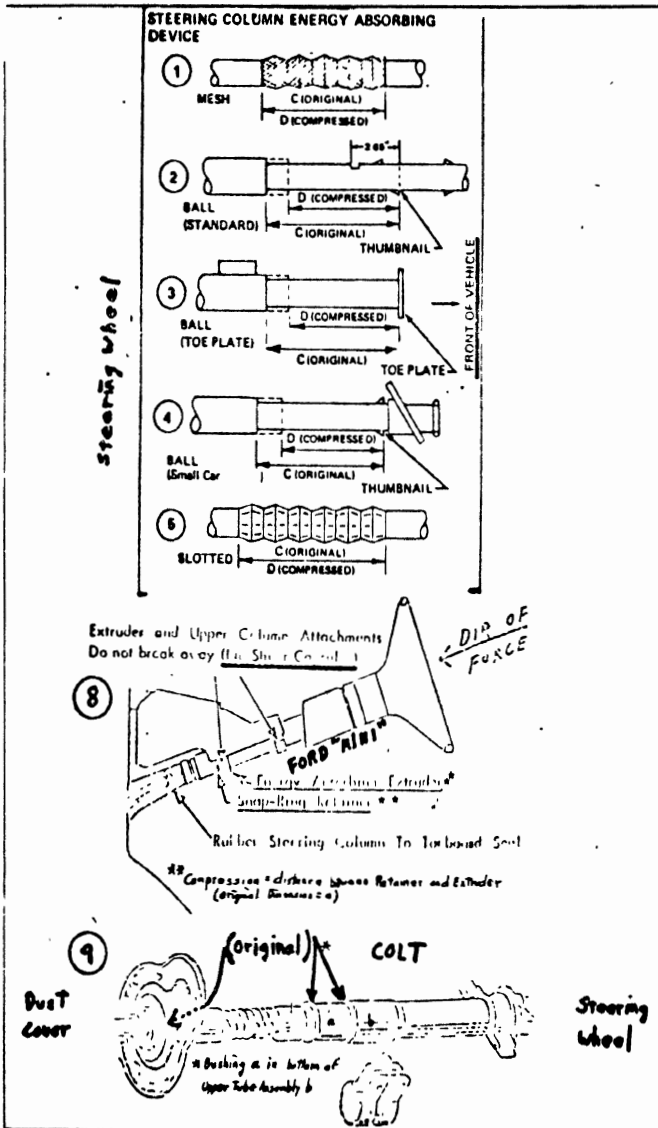 STEERING COLUMN ENERGY ABSORBING
DEVICE
1
MESH
C (ORIGINAL)
D (COMPRESSED)
2
2.65"
BALL
(STANDARD)
D (COMPRESSED)
C (ORIGINAL)
THUMBNAIL
3
BALL
(TOE PLATE)
D (COMPRESSED)
C (ORIGINAL)
TOE PLATE
FRONT OF VEHICLE
Steering Wheel
4
BALL
(Small Car
D (COMPRESSED)
C (ORIGINAL)
THUMBNAIL
5
SLOTTED
C (ORIGINAL)
D (COMPRESSED)
Extruder and Upper Column Attachments
Do not break away
DIR OF
FORCE
8
FORD "MINI"
Energy Extruder*
Snap-Ring Retainer **
Rubber Steering Column To Seal
** Compression = distance between Retainer and Extruder
(Original = a)
9
(Original) *
COLT
Dust
Cover
a
b
Steering
Wheel
* Bushing a in bottom of
Upper Tube Assembly b